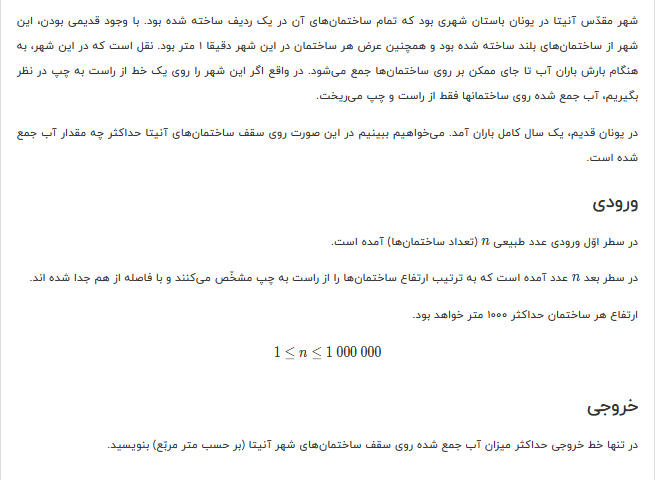 شهر مقدّس آنیتا در یونان باستان شهری بود که تمام ساختمان‌های آن در یک ردیف ساخته شده بود. با وجود قدیمی بودن، این
شهر از ساختمان‌های بلند ساخته شده بود و همچنین عرض هر ساختمان در این شهر دقیقا ۱ متر بود. نقل است که در این شهر، به
هنگام بارش باران آب تا جای ممکن بر روی ساختمان‌ها جمع می‌شود. در واقع اگر این شهر را روی یک خط از راست به چپ در نظر
بگیریم، آب جمع شده روی ساختمانها فقط از راست و چپ می‌ریخت.
در یونان قدیم، یک سال کامل باران آمد. می‌خواهیم ببینیم در این صورت روی سقف ساختمان‌های آنیتا حداکثر چه مقدار آب جمع
شده است.
ورودی
در سطر اوّل ورودی عدد طبیعی n (تعداد ساختمان‌ها) آمده است.
در سطر بعد n عدد آمده است که به ترتیب ارتفاع ساختمان‌ها را از راست به چپ مشخّص می‌کنند و با فاصله از هم جدا شده اند.
ارتفاع هر ساختمان حداکثر ۱۰۰۰ متر خواهد بود.
1 ≤ n ≤ 1 000 000
خروجی
در تنها خط خروجی حداکثر میزان آب جمع شده روی سقف ساختمان‌های شهر آنیتا (بر حسب متر مربّع) بنویسید.